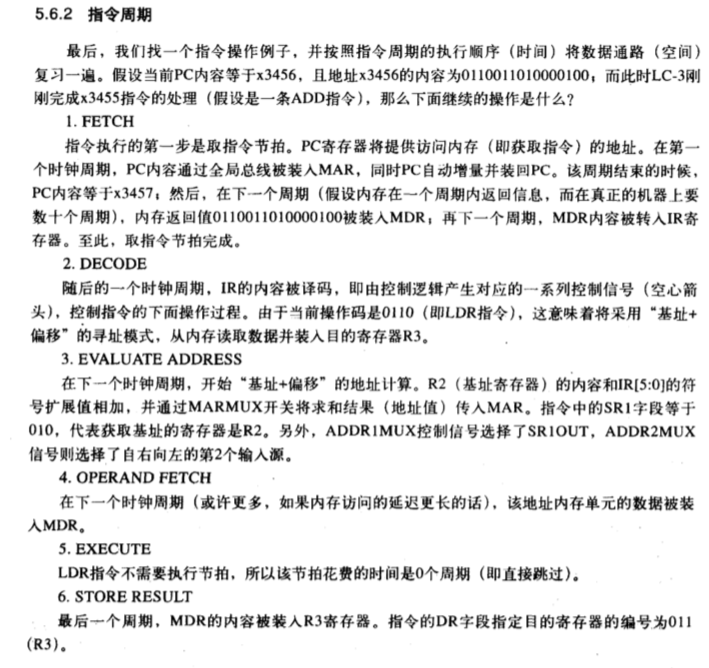 5.6.2 指令周期
最后，我们找一个指令操作例子，并按照指令周期的执行顺序（时间）将数据通路（空间）
复习一遍。假设当前PC内容等于x3456，且地址x3456的内容为0110011010000100；而此时LC-3刚
刚完成x3455指令的处理（假设是一条ADD指令），那么下面继续的操作是什么？
1. FETCH
指令执行的第一步是取指令节拍。PC寄存器将提供访问内存（即获取指令）的地址。在第一
个时钟周期，PC内容通过全局总线被装入MAR，同时PC自动增量并装回PC。该周期结束的时候，
PC内容等于x3457；然后，在下一个周期（假设内存在一个周期内返回信息，而在真正的机器上要
数十个周期），内存返回值0110011010000100被装入MDR；再下一个周期，MDR内容被转入IR寄
存器。至此，取指令节拍完成。
2. DECODE
随后的一个时钟周期，IR的内容被译码，即由控制逻辑产生对应的一系列控制信号（空心箭
头），控制指令的下面操作过程。由于当前操作码是0110（即LDR指令），这意味着将采用“基址+
偏移”的寻址模式，从内存读取数据并装入目的寄存器R3。
3. EVALUATE ADDRESS
在下一个时钟周期，开始“基址+偏移”的地址计算。R2（基址寄存器）的内容和IR[5:0]的符
号扩展值相加，并通过MARMUX开关将求和结果（地址值）传入MAR。指令中的SR1字段等于
010，代表获取基址的寄存器是R2。另外，ADDR1MUX控制信号选择了SR1OUT，ADDR2MUX
信号则选择了自右向左的第2个输入源。
4. OPERAND FETCH
在下一个时钟周期（或许更多，如果内存访问的延迟更长的话），该地址内存单元的数据被装
入MDR。
5. EXECUTE
LDR指令不需要执行节拍，所以该节拍花费的时间是0个周期（即直接跳过）。
6. STORE RESULT
最后一个周期，MDR的内容被装入R3寄存器。指令的DR字段指定目的寄存器的编号为011
(R3)。